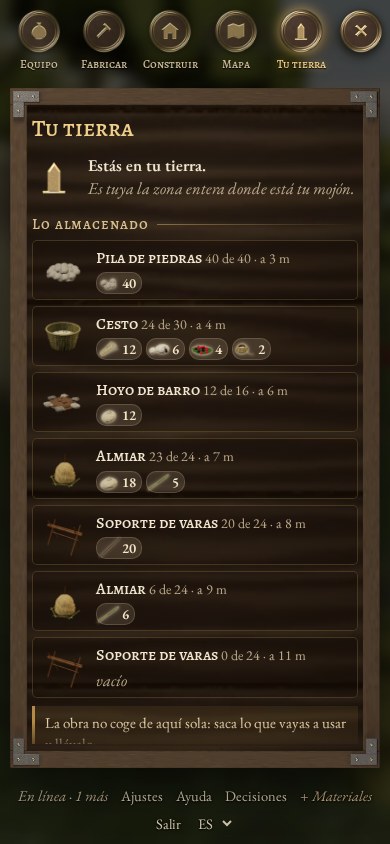 Equipo Fabricar Construir Mapa Tu tierra
Tu tierra
Estás en tu tierra.
Es tuya la zona entera donde está tu mojón.
Lo almacenado
Pila de piedras 40 de 40 · a 3 m
40
Cesto 24 de 30 · a 4 m
12 6 4 2
Hoyo de barro 12 de 16 · a 6 m
12
Almiar 23 de 24 · a 7 m
18 5
Soporte de varas 20 de 24 · a 8 m
20
Almiar 6 de 24 · a 9 m
6
Soporte de varas 0 de 24 · a 11 m
vacío
La obra no coge de aquí sola: saca lo que vayas a usar
En línea · 1 más Ajustes Ayuda Decisiones + Materiales
Salir ES